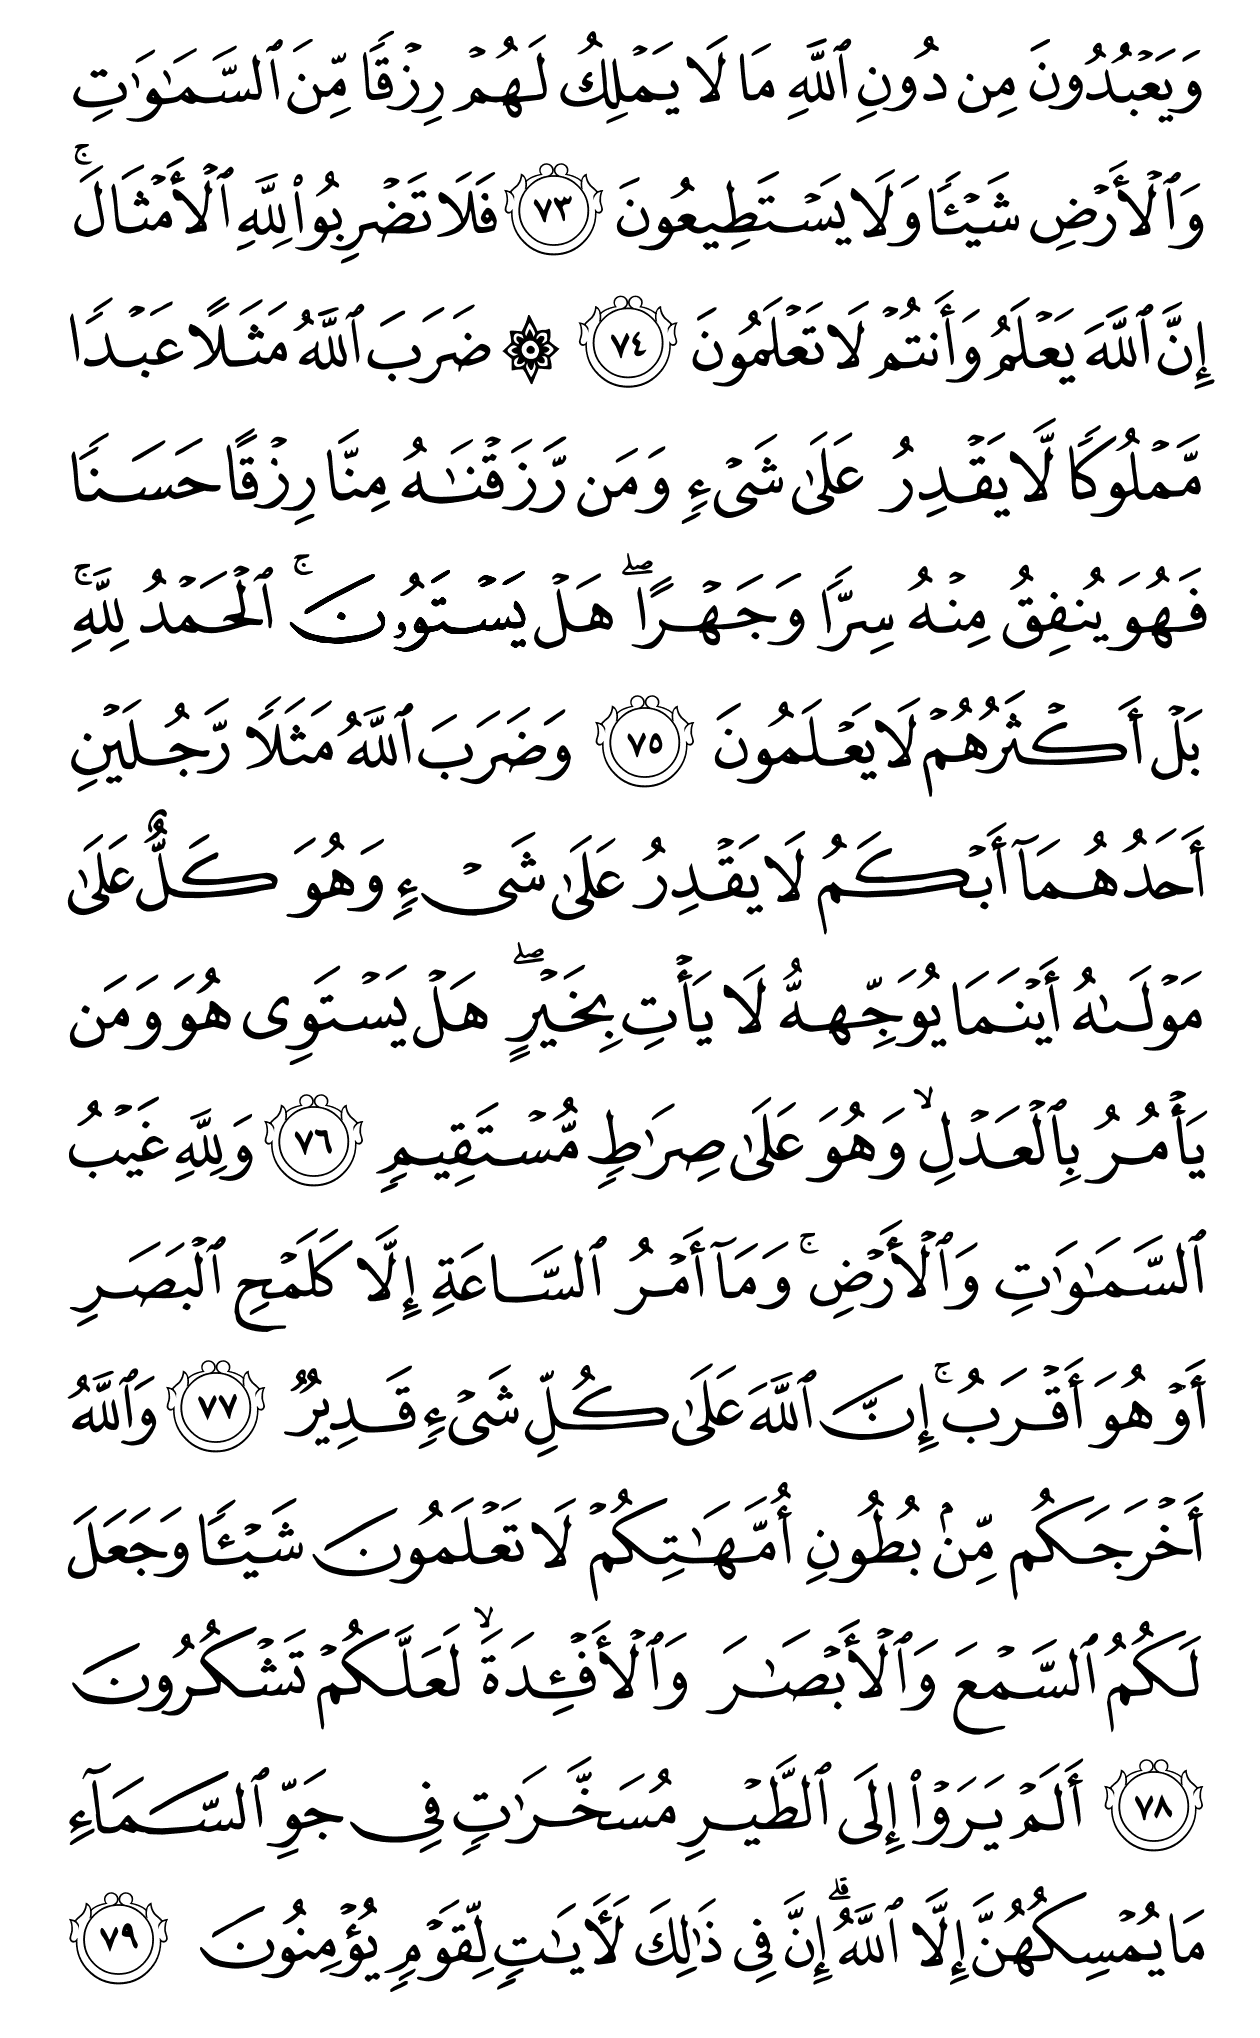 وَيَعۡبُدُونَ مِن دُونِ ٱللَّهِ مَا لَا يَمۡلِكُ لَهُمۡ رِزۡقٗا مِّنَ ٱلسَّمَٰوَٰتِ
وَٱلۡأَرۡضِ شَيۡـٔٗا وَلَا يَسۡتَطِيعُونَ ٧٣ فَلَا تَضۡرِبُواْ لِلَّهِ ٱلۡأَمۡثَالَۚ
إِنَّ ٱللَّهَ يَعۡلَمُ وَأَنتُمۡ لَا تَعۡلَمُونَ ٧٤ ۞ ضَرَبَ ٱللَّهُ مَثَلًا عَبۡدٗا
مَّمۡلُوكٗا لَّا يَقۡدِرُ عَلَىٰ شَيۡءٖ وَمَن رَّزَقۡنَٰهُ مِنَّا رِزۡقًا حَسَنٗا
فَهُوَ يُنفِقُ مِنۡهُ سِرّٗا وَجَهۡرًاۖ هَلۡ يَسۡتَوُۥنَۚ ٱلۡحَمۡدُ لِلَّهِۚ
بَلۡ أَكۡثَرُهُمۡ لَا يَعۡلَمُونَ ٧٥ وَضَرَبَ ٱللَّهُ مَثَلٗا رَّجُلَيۡنِ
أَحَدُهُمَآ أَبۡكَمُ لَا يَقۡدِرُ عَلَىٰ شَيۡءٖ وَهُوَ كَلٌّ عَلَىٰ
مَوۡلَىٰهُ أَيۡنَمَا يُوَجِّههُّ لَا يَأۡتِ بِخَيۡرٍۖ هَلۡ يَسۡتَوِي هُوَ وَمَن
يَأۡمُرُ بِٱلۡعَدۡلِۙ وَهُوَ عَلَىٰ صِرَٰطٖ مُّسۡتَقِيمٖ ٧٦ وَلِلَّهِ غَيۡبُ
ٱلسَّمَٰوَٰتِ وَٱلۡأَرۡضِۚ وَمَآ أَمۡرُ ٱلسَّاعَةِ إِلَّا كَلَمۡحِ ٱلۡبَصَرِ
أَوۡ هُوَ أَقۡرَبُۚ إِنَّ ٱللَّهَ عَلَىٰ كُلِّ شَيۡءٖ قَدِيرٞ ٧٧ وَٱللَّهُ
أَخۡرَجَكُم مِّنۢ بُطُونِ أُمَّهَٰتِكُمۡ لَا تَعۡلَمُونَ شَيۡـٔٗا وَجَعَلَ
لَكُمُ ٱلسَّمۡعَ وَٱلۡأَبۡصَٰرَ وَٱلۡأَفۡـِٔدَةَۙ لَعَلَّكُمۡ تَشۡكُرُونَ
٧٨ أَلَمۡ يَرَوۡاْ إِلَى ٱلطَّيۡرِ مُسَخَّرَٰتٖ فِي جَوِّ ٱلسَّمَآءِ
مَا يُمۡسِكُهُنَّ إِلَّا ٱللَّهُۚ إِنَّ فِي ذَٰلِكَ لَأٓيَٰتٖ لِّقَوۡمٖ يُؤۡمِنُونَ ٧٩